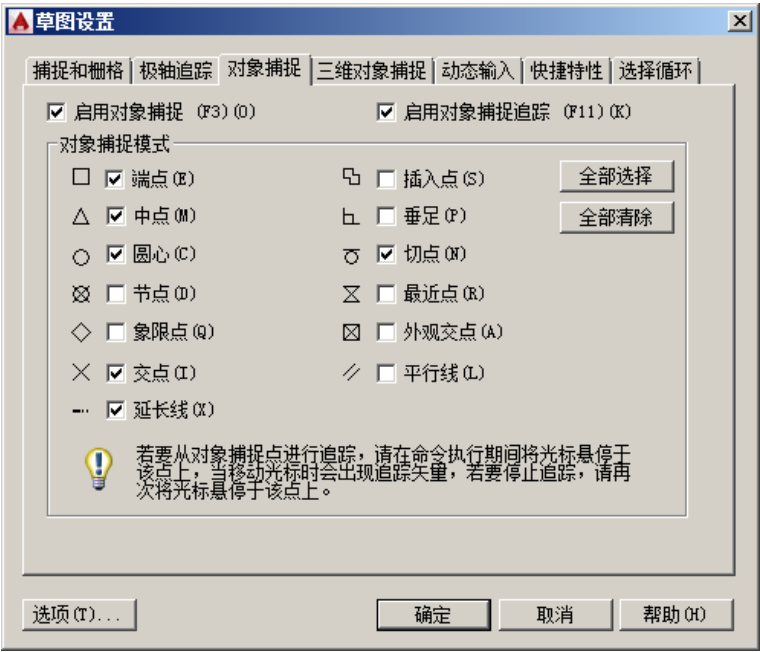 草图设置
捕捉和栅格 极轴追踪 对象捕捉 三维对象捕捉 动态输入 快捷特性 选择循环
启用对象捕捉 (F3)(O) 启用对象捕捉追踪 (F11)(K)
对象捕捉模式
端点(E) 插入点(S) 全部选择
中点(M) 垂足(P) 全部清除
圆心(C) 切点(N)
节点(D) 最近点(R)
象限点(Q) 外观交点(A)
交点(I) 平行线(L)
延长线(X)
若要从对象捕捉点进行追踪，请在命令执行期间将光标悬停于
该点上，当移动光标时会出现追踪矢量，若要停止追踪，请再
次将光标悬停于该点上。
选项(T)... 确定 取消 帮助(H)